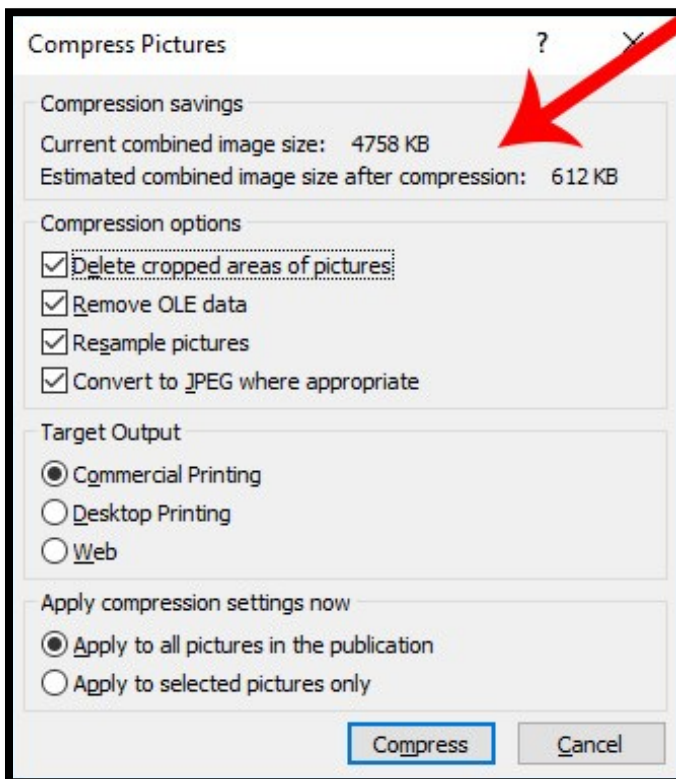 Compress Pictures ?
Compression savings
Current combined image size: 4758 KB
Estimated combined image size after compression: 612 KB
Compression options
Delete cropped areas of pictures
Remove OLE data
Resample pictures
Convert to JPEG where appropriate
Target Output
Commercial Printing
Desktop Printing
Web
Apply compression settings now
Apply to all pictures in the publication
Apply to selected pictures only
Compress Cancel